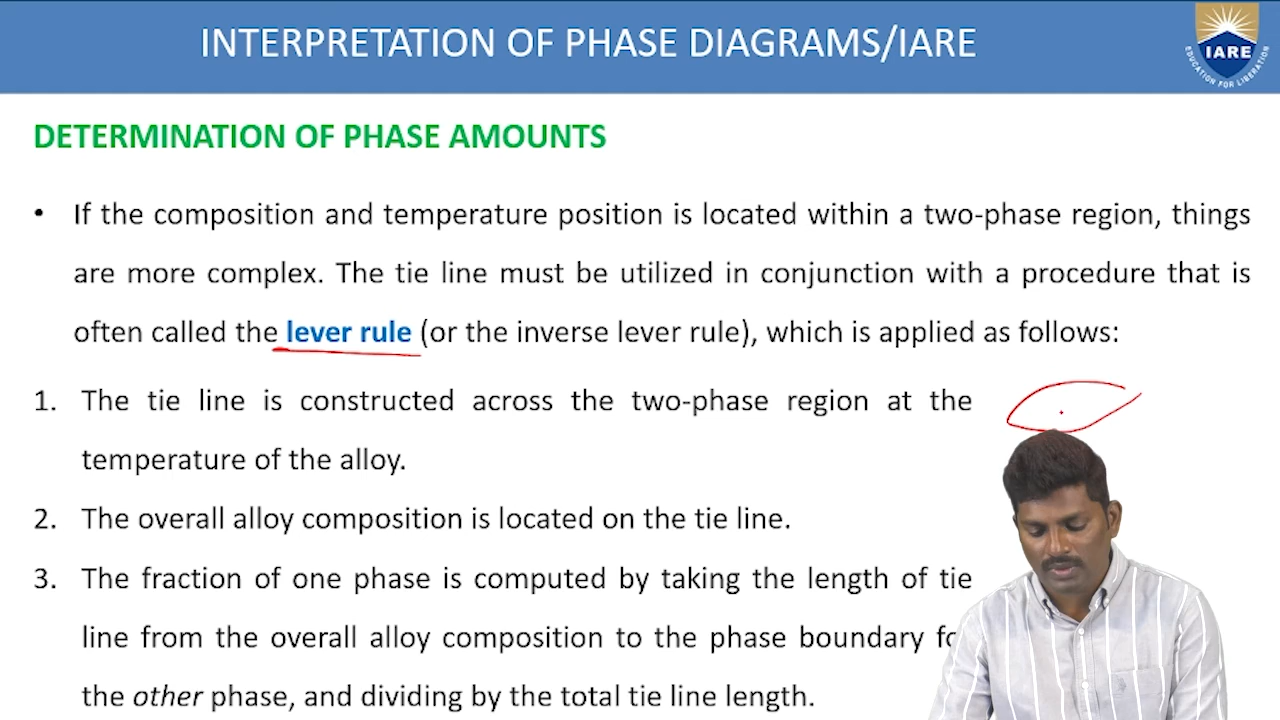 INTERPRETATION OF PHASE DIAGRAMS/IARE
IARE
EDUCATION FOR LIBERATION
DETERMINATION OF PHASE AMOUNTS
• If the composition and temperature position is located within a two-phase region, things
are more complex. The tie line must be utilized in conjunction with a procedure that is
often called the lever rule (or the inverse lever rule), which is applied as follows:
1. The tie line is constructed across the two-phase region at the
temperature of the alloy.
2. The overall alloy composition is located on the tie line.
3. The fraction of one phase is computed by taking the length of tie
line from the overall alloy composition to the phase boundary
the other phase, and dividing by the total tie line length.